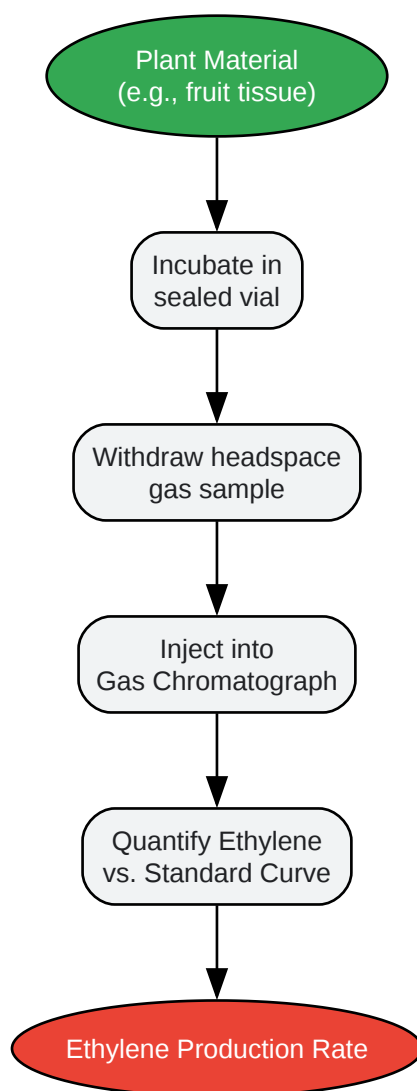 Plant Material
(e.g., fruit tissue)
Incubate in
sealed vial
Withdraw headspace
gas sample
Inject into
Gas Chromatograph
Quantify Ethylene
vs. Standard Curve
Ethylene Production Rate